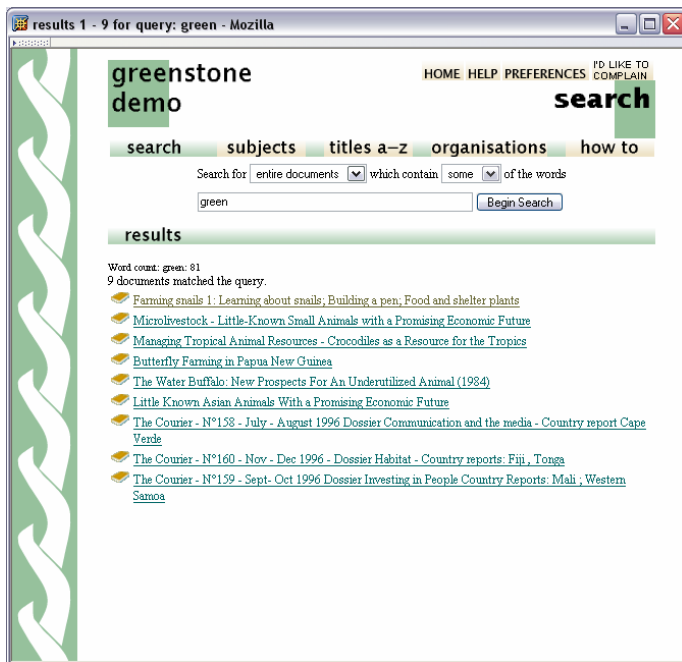 results 1 - 9 for query: green - Mozilla
greenstone
demo
HOME HELP PREFERENCES I'D LIKE TO
COMPLAIN
search
search subjects titles a–z organisations how to
Search for entire documents which contain some of the words
green Begin Search
results
Word count: green: 81
9 documents matched the query.
Farming snails 1: Learning about snails; Building a pen; Food and shelter plants
Microlivestock - Little-Known Small Animals with a Promising Economic Future
Managing Tropical Animal Resources - Crocodiles as a Resource for the Tropics
Butterfly Farming in Papua New Guinea
The Water Buffalo: New Prospects For An Underutilized Animal (1984)
Little Known Asian Animals With a Promising Economic Future
The Courier - N°158 - July - August 1996 Dossier Communication and the media - Country report Cape
Verde
The Courier - N°160 - Nov - Dec 1996 - Dossier Habitat - Country reports: Fiji , Tonga
The Courier - N°159 - Sept- Oct 1996 Dossier Investing in People Country Reports: Mali ; Western
Samoa